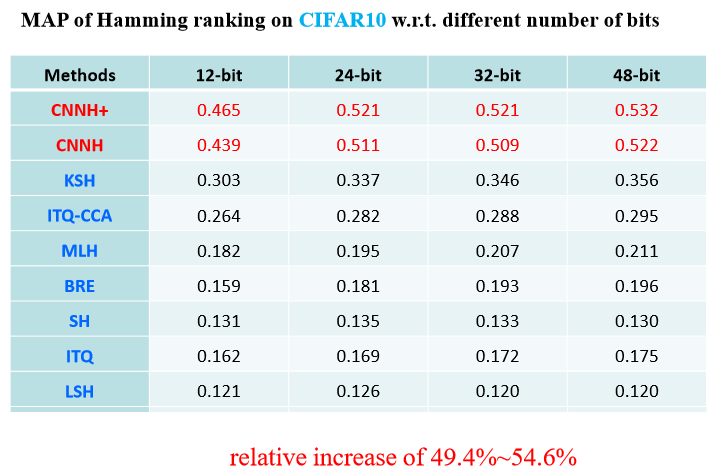 MAP of Hamming ranking on CIFAR10 w.r.t. different number of bits
Methods 12-bit 24-bit 32-bit 48-bit
CNNH+ 0.465 0.521 0.521 0.532
CNNH 0.439 0.511 0.509 0.522
KSH 0.303 0.337 0.346 0.356
ITQ-CCA 0.264 0.282 0.288 0.295
MLH 0.182 0.195 0.207 0.211
BRE 0.159 0.181 0.193 0.196
SH 0.131 0.135 0.133 0.130
ITQ 0.162 0.169 0.172 0.175
LSH 0.121 0.126 0.120 0.120
relative increase of 49.4%~54.6%